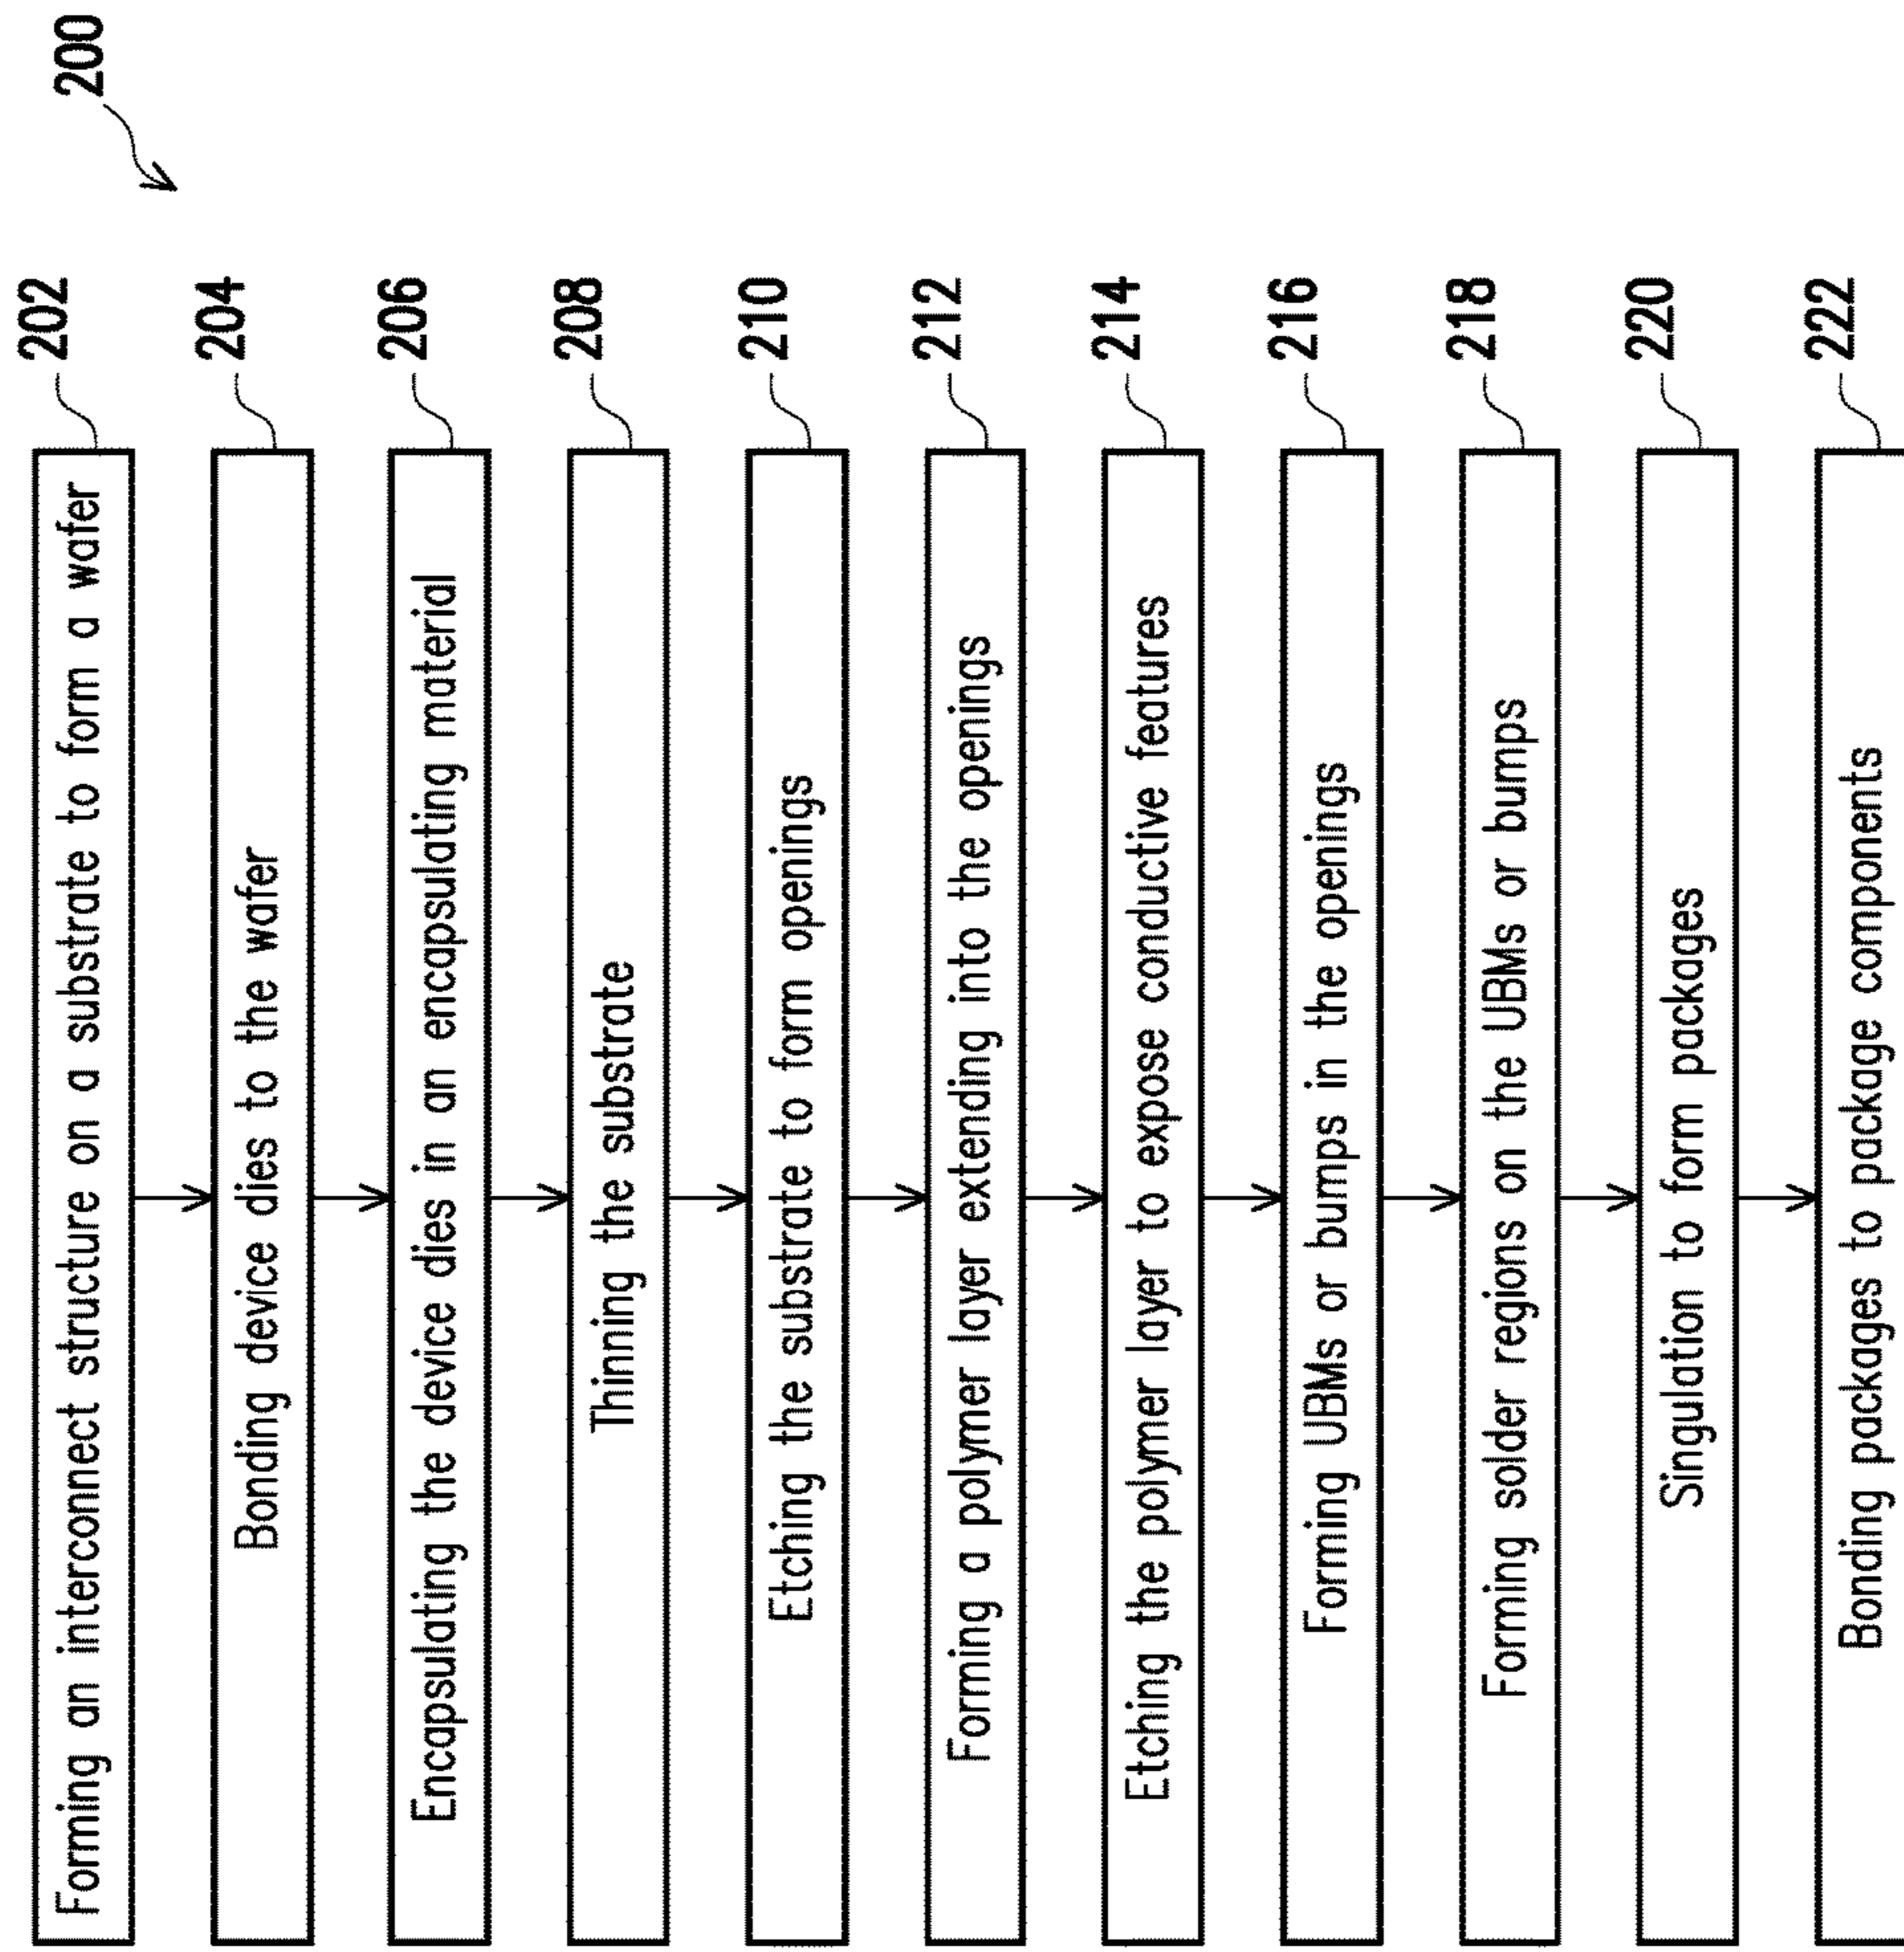 200
202
Forming an interconnect structure on a substrate to form a wafer
204
Bonding device dies to the wafer
206
Encapsulating the device dies in an encapsulating material
208
Thinning the substrate
210
Etching the substrate to form openings
212
Forming a polymer layer extending into the openings
214
Etching the polymer layer to expose conductive features
216
Forming UBMs or bumps in the openings
218
Forming solder regions on the UBMs or bumps
220
Singulation to form packages
222
Bonding packages to package components